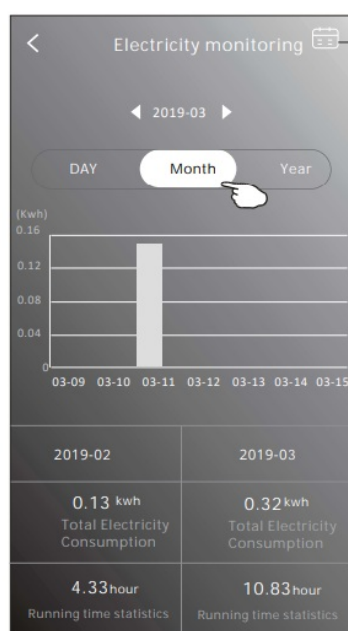 Electricity monitoring
2019-03
DAY Month Year
(Kwh)
0.16
0.12
0.08
0.04
0
03-09 03-10 03-11 03-12 03-13 03-14 03-15
2019-02 2019-03
0.13 kwh 0.32 kwh
Total Electricity Total Electricity
Consumption Consumption
4.33 hour 10.83 hour
Running time statistics Running time statistics